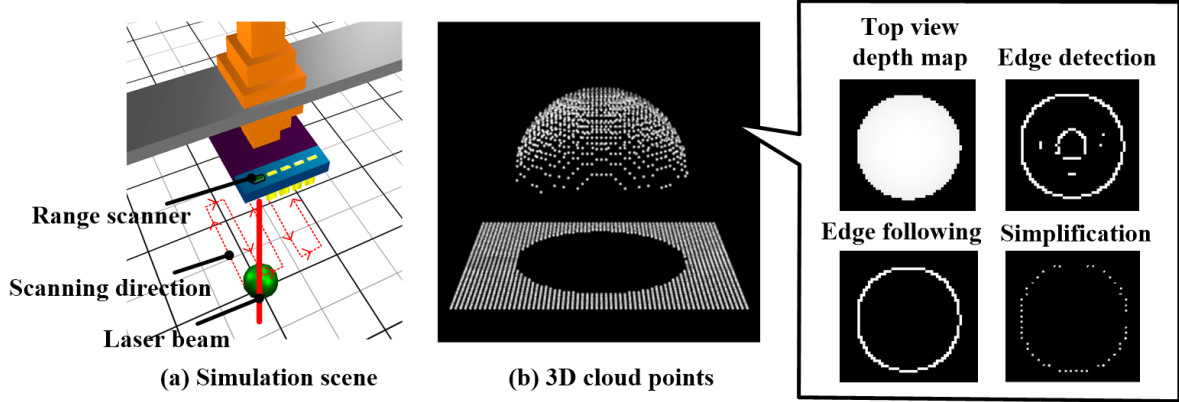 Range scanner
Scanning direction
Laser beam
(a) Simulation scene
(b) 3D cloud points
Top view
depth map
Edge detection
Edge following
Simplification